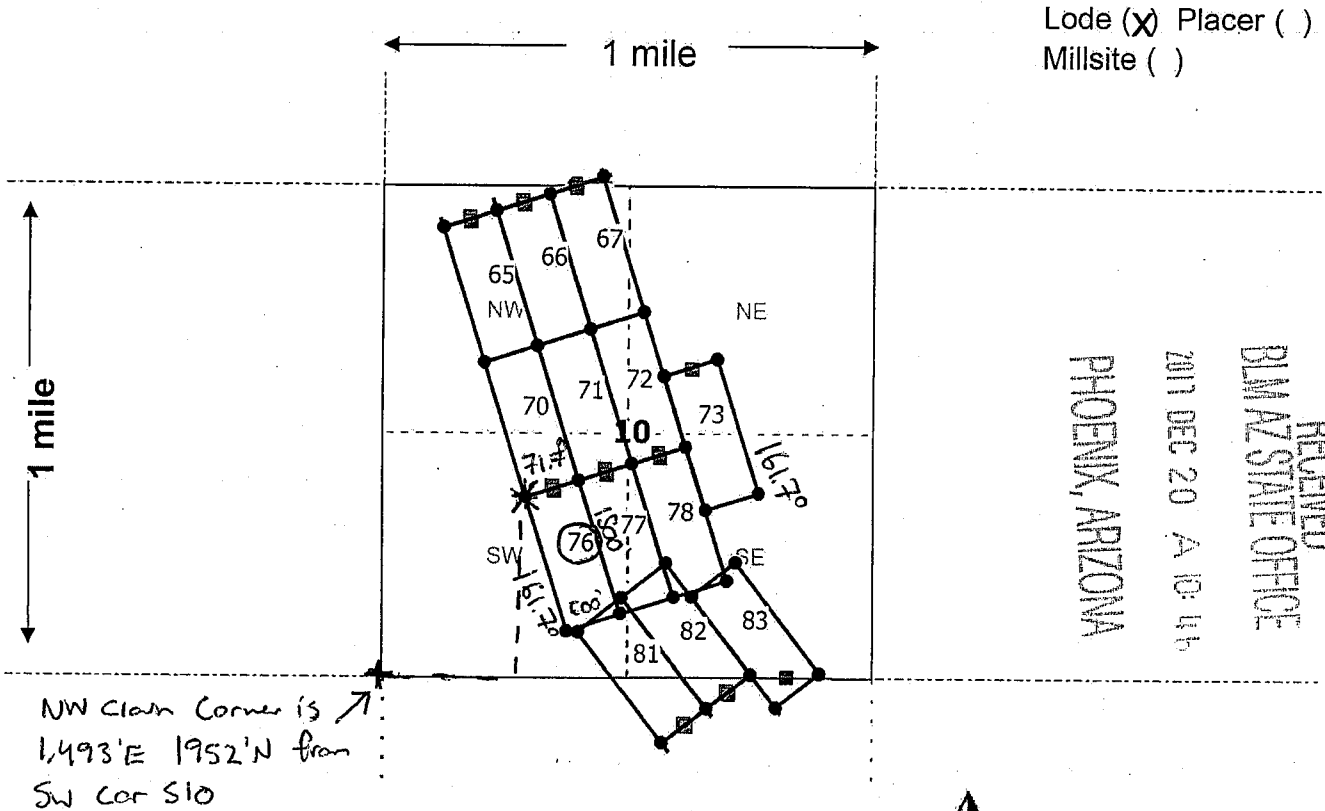 Lode (X) Placer ( )
Millsite ( )
1 mile
1 mile
67
66
65
NW
NE
72
71
70
73
10
71.7°
161.7°
78
77
76
SW
SE
161.7°
600'
83
82
81
NW Claim Corner is
1,493'E 1952'N from
SW Cor S10
RECEIVED
BLM AZ STATE OFFICE
2017 DEC 20 A 10:46
PHOENIX, ARIZONA